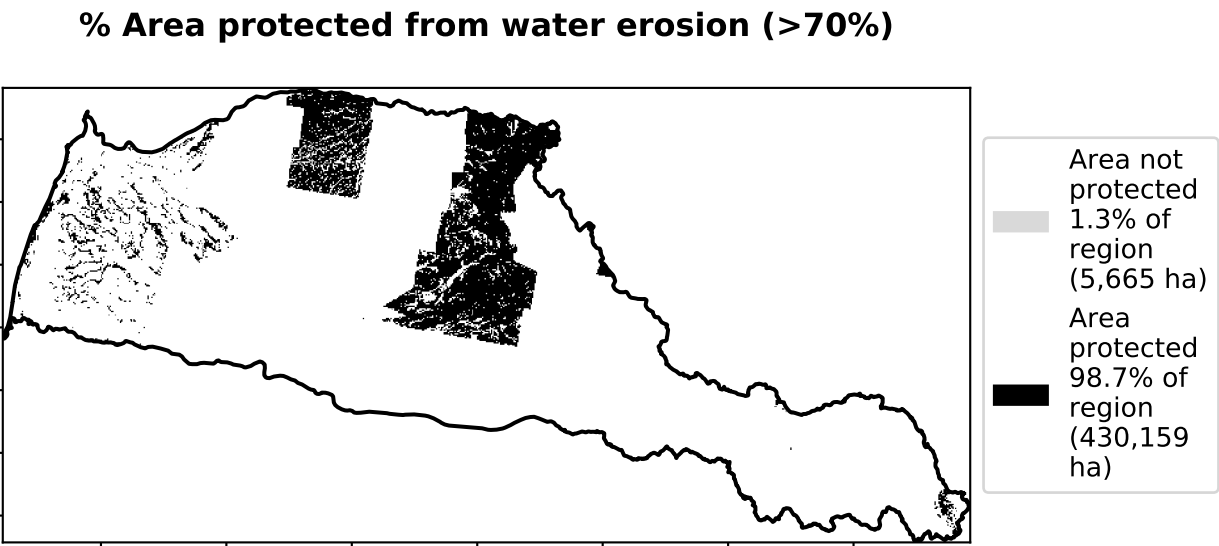 % Area protected from water erosion (>70%)
Area not
protected
1.3% of
region
(5,665 ha)
Area
protected
98.7% of
region
(430,159
ha)